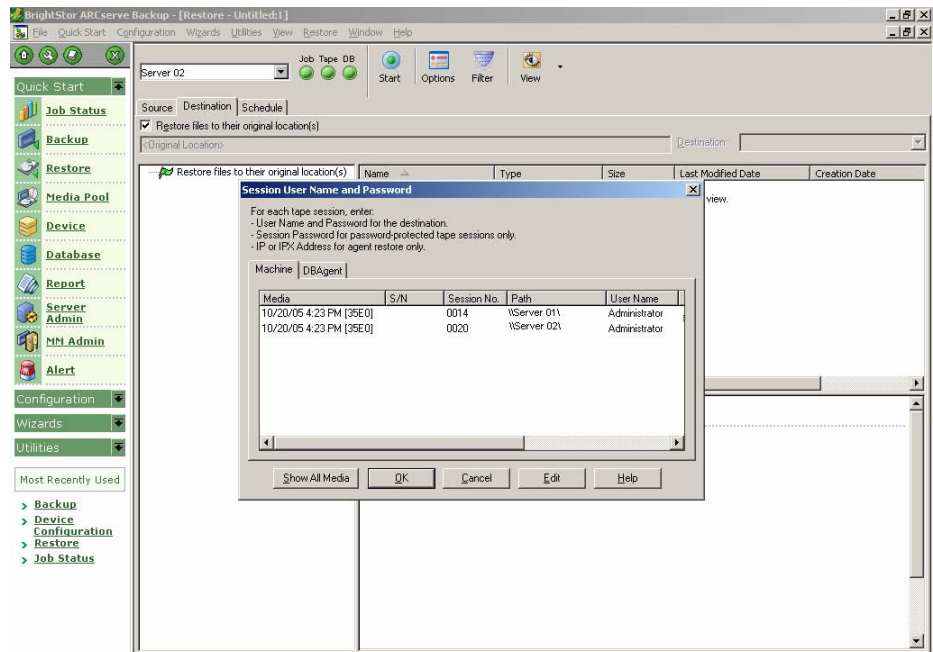 BrightStor ARCserve Backup - [Restore - Untitled:1]
File Quick Start Configuration Wizards Utilities View Restore Window Help
Quick Start
Job Status
Backup
Restore
Media Pool
Device
Database
Report
Server
Admin
MM Admin
Alert
Configuration
Wizards
Utilities
Most Recently Used
Backup
Device
Configuration
Restore
Job Status
Server 02
Job Tape DB
Start Options Filter View
Source Destination Schedule
Restore files to their original location(s)
<Original Location>
Destination:
Restore files to their original location(s)
Name Type Size Last Modified Date Creation Date
view.
Session User Name and Password
For each tape session, enter:
- User Name and Password for the destination.
- Session Password for password-protected tape sessions only.
- IP or IPX Address for agent restore only.
Machine DBAgent
Media S/N Session No. Path User Name
10/20/05 4:23 PM [35E0] 0014 \\Server 01\ Administrator
10/20/05 4:23 PM [35E0] 0020 \\Server 02\ Administrator
Show All Media OK Cancel Edit Help